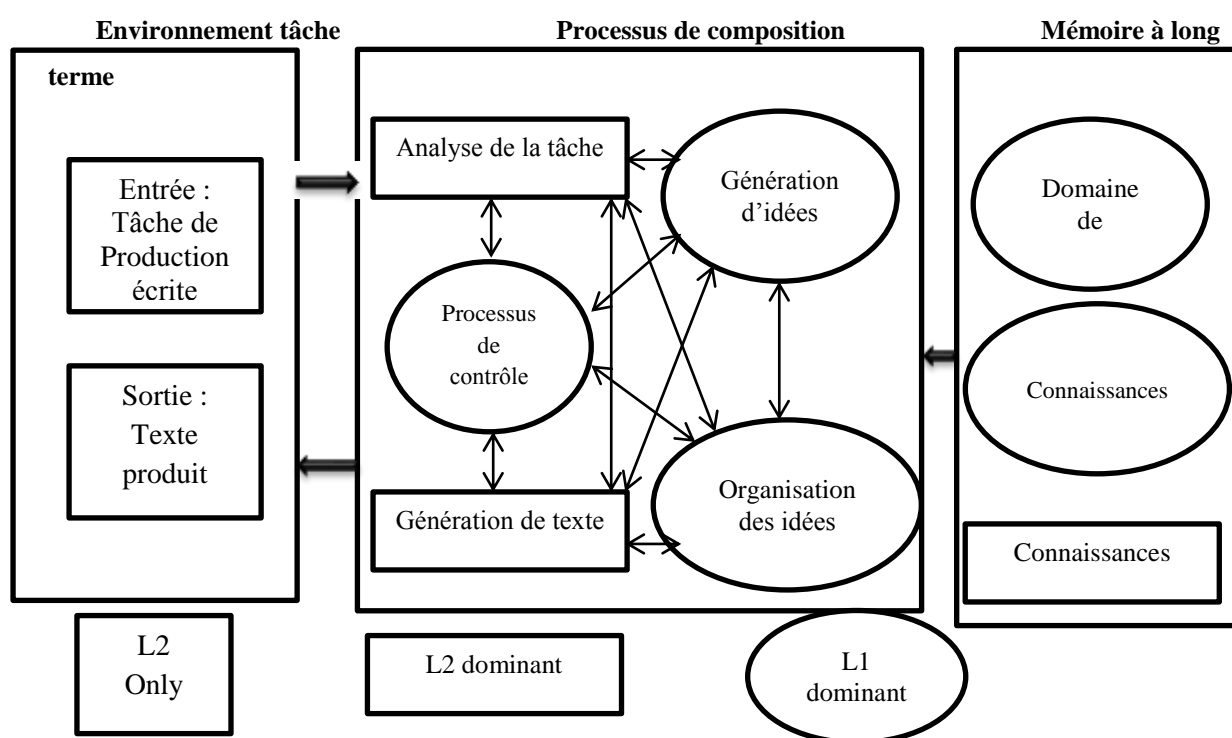 Environnement tâche Processus de composition Mémoire à long
terme
Analyse de la tâche
Génération
d’idées
Entrée :
Tâche de
Production
écrite
Domaine
de
Processus
de
contrôle
Connaissances
Sortie :
Texte
produit
Génération de texte
Organisation
des idées
Connaissances
L2
Only
L2 dominant
L1
dominant